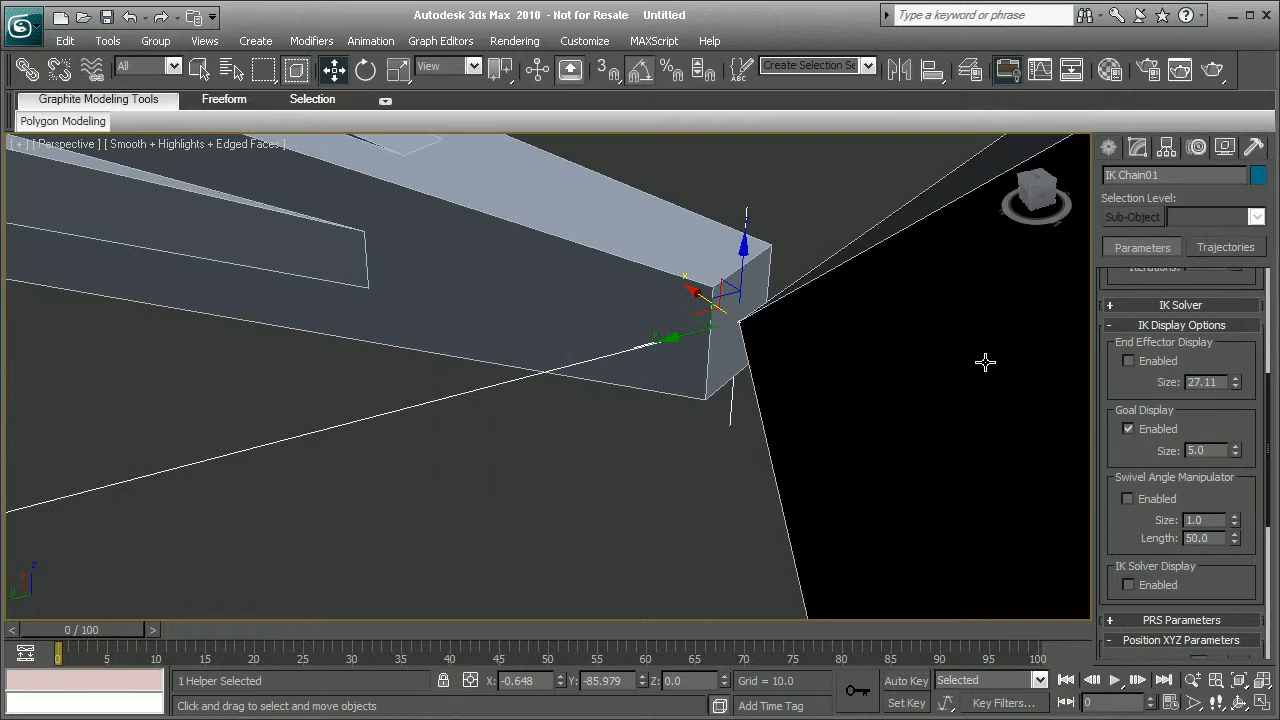 Autodesk 3ds Max 2010 - Not for Resale Untitled
Type a keyword or phrase
Edit Tools Group Views Create Modifiers Animation Graph Editors Rendering Customize MAXScript Help
All
View
3
Create Selection Se
Graphite Modeling Tools Freeform Selection
Polygon Modeling
[ + ] [ Perspective ] [ Smooth + Highlights + Edged Faces ]
IK Chain01
Selection Level:
Sub-Object
Parameters Trajectories
Iterations:
+ IK Solver
- IK Display Options
End Effector Display
Enabled
Size: 27.11
Goal Display
Enabled
Size: 5.0
Swivel Angle Manipulator
Enabled
Size: 1.0
Length: 50.0
IK Solver Display
Enabled
+ PRS Parameters
- Position XYZ Parameters
x
z
z
x
y
< 0 / 100 >
0 5 10 15 20 25 30 35 40 45 50 55 60 65 70 75 80 85 90 95 100
1 Helper Selected
X: -0.648 Y: -85.979 Z: 0.0 Grid = 10.0
Auto Key Selected
Click and drag to select and move objects
Add Time Tag
Set Key Key Filters... 0